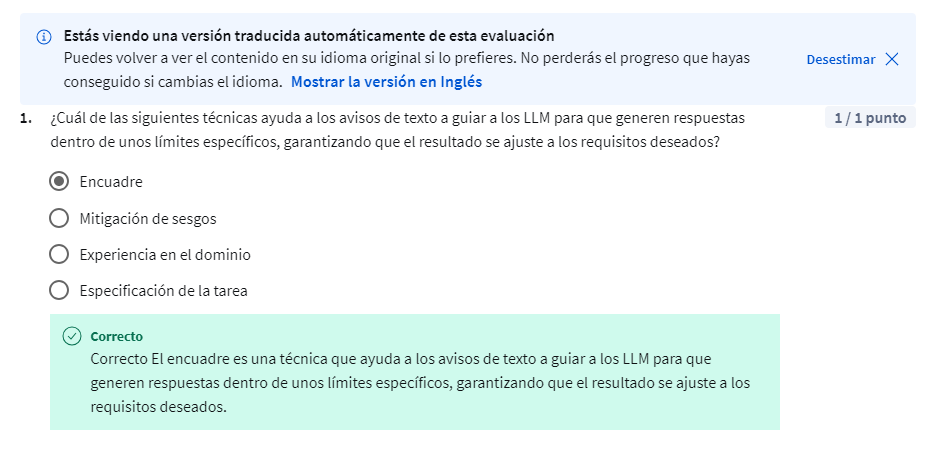 Estás viendo una versión traducida automáticamente de esta evaluación
Puedes volver a ver el contenido en su idioma original si lo prefieres. No perderás el progreso que hayas
conseguido si cambias el idioma. Mostrar la versión en Inglés
Desestimar
1. ¿Cuál de las siguientes técnicas ayuda a los avisos de texto a guiar a los LLM para que generen respuestas
dentro de unos límites específicos, garantizando que el resultado se ajuste a los requisitos deseados?
1 / 1 punto
Encuadre
Mitigación de sesgos
Experiencia en el dominio
Especificación de la tarea
Correcto
Correcto El encuadre es una técnica que ayuda a los avisos de texto a guiar a los LLM para que
generen respuestas dentro de unos límites específicos, garantizando que el resultado se ajuste a los
requisitos deseados.